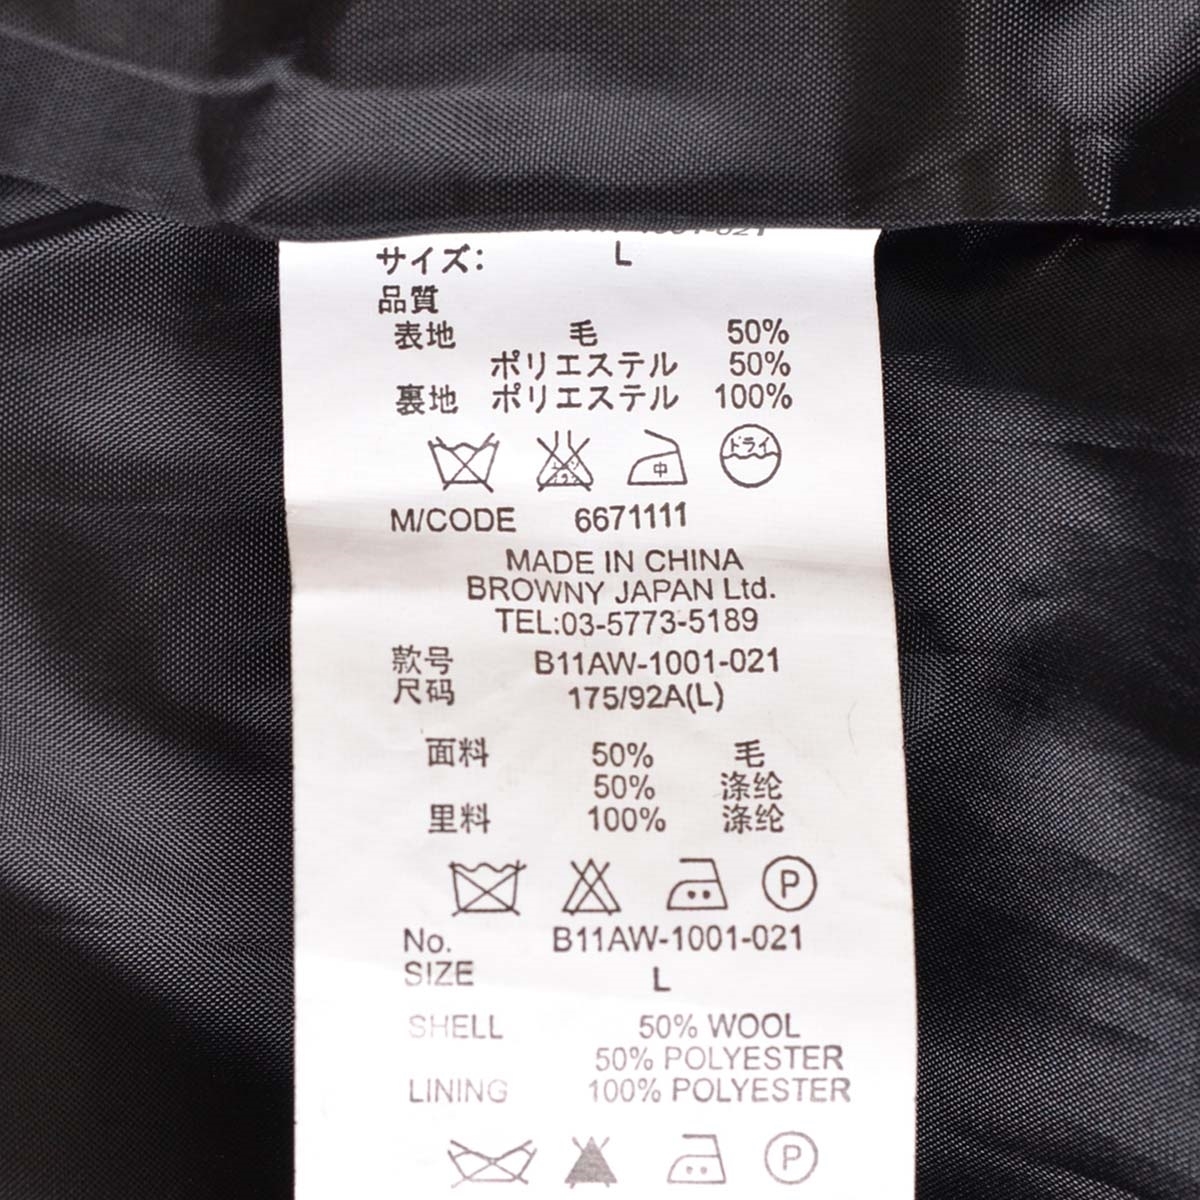 サイズ: L
品質
表地 毛 50%
ポリエステル 50%
裏地 ポリエステル 100%
中 ドライ
M/CODE 6671111
MADE IN CHINA
BROWNY JAPAN Ltd.
TEL:03-5773-5189
款号 B11AW-1001-021
尺码 175/92A(L)
面料 50% 毛
50% 涤纶
里料 100% 涤纶
P
No. B11AW-1001-021
SIZE L
SHELL 50% WOOL
50% POLYESTER
LINING 100% POLYESTER
P